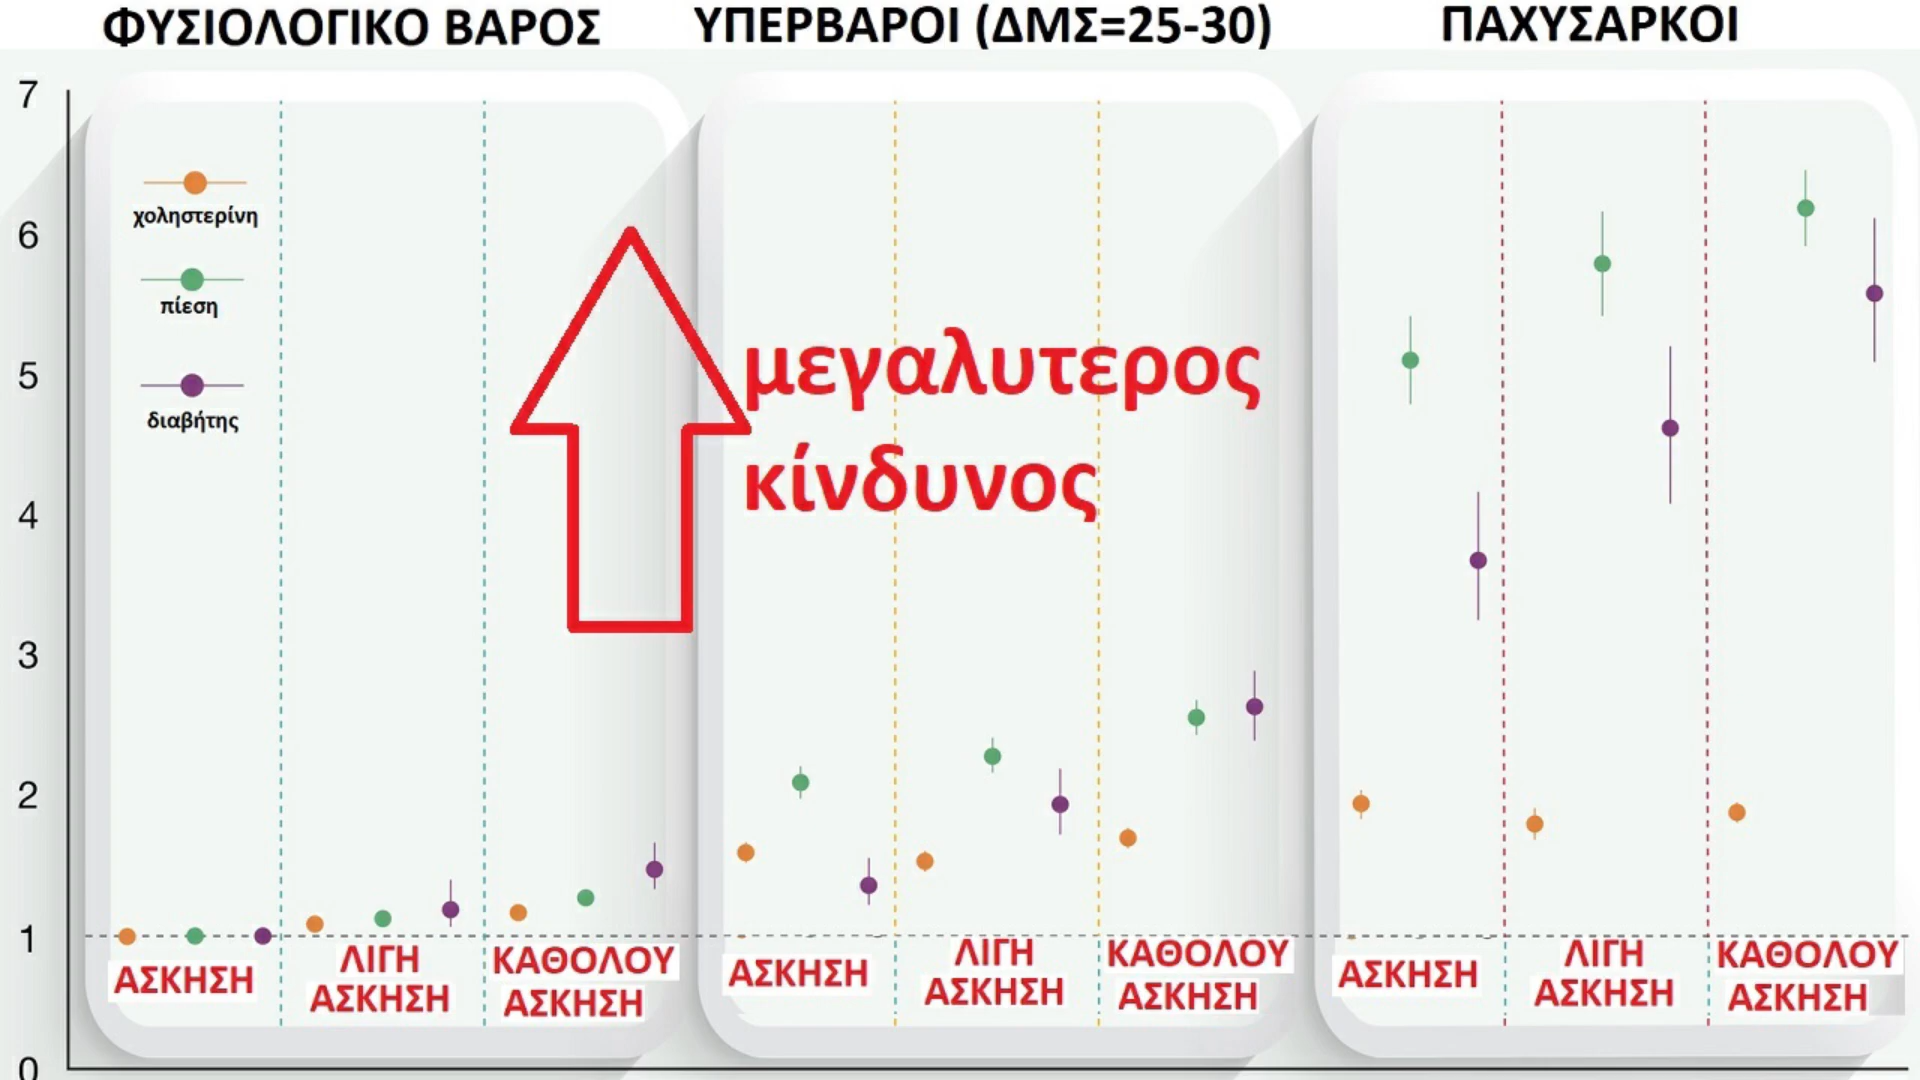 ΦΥΣΙΟΛΟΓΙΚΟ ΒΑΡΟΣ
ΥΠΕΡΒΑΡΟΙ (ΔΜΣ=25-30)
ΠΑΧΥΣΑΡΚΟΙ
7
6
5
4
3
2
1
0
χοληστερίνη
πίεση
διαβήτης
μεγαλυτερος
κίνδυνος
ΑΣΚΗΣΗ
ΛΙΓΗ
ΑΣΚΗΣΗ
ΚΑΘΟΛΟΥ
ΑΣΚΗΣΗ
ΑΣΚΗΣΗ
ΛΙΓΗ
ΑΣΚΗΣΗ
ΚΑΘΟΛΟΥ
ΑΣΚΗΣΗ
ΑΣΚΗΣΗ
ΛΙΓΗ
ΑΣΚΗΣΗ
ΚΑΘΟΛΟΥ
ΑΣΚΗΣΗ